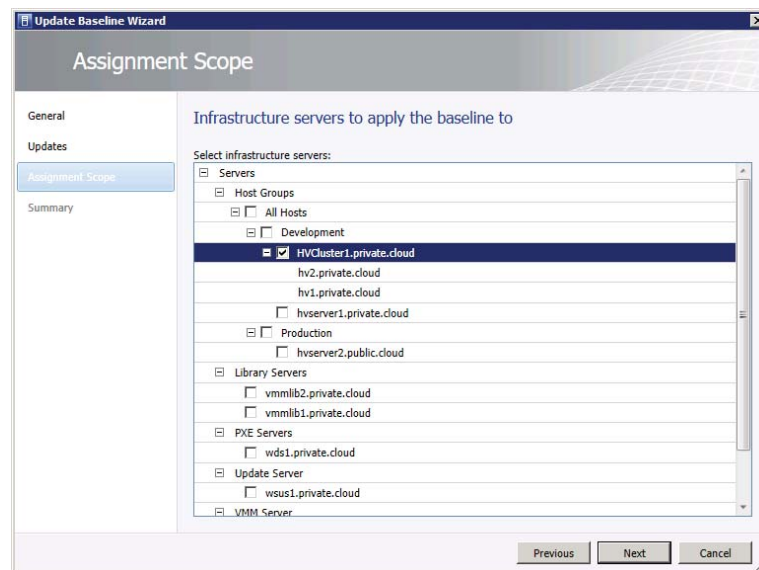 Update Baseline Wizard
Assignment Scope
General
Updates
Assignment Scope
Summary
Infrastructure servers to apply the baseline to
Select infrastructure servers:
Servers
Host Groups
All Hosts
Development
HVCluster1.private.cloud
hv2.private.cloud
hv1.private.cloud
hvserver1.private.cloud
Production
hvserver2.public.cloud
Library Servers
vmmlib2.private.cloud
vmmlib1.private.cloud
PXE Servers
wds1.private.cloud
Update Server
wsus1.private.cloud
VMM Server
Previous Next Cancel